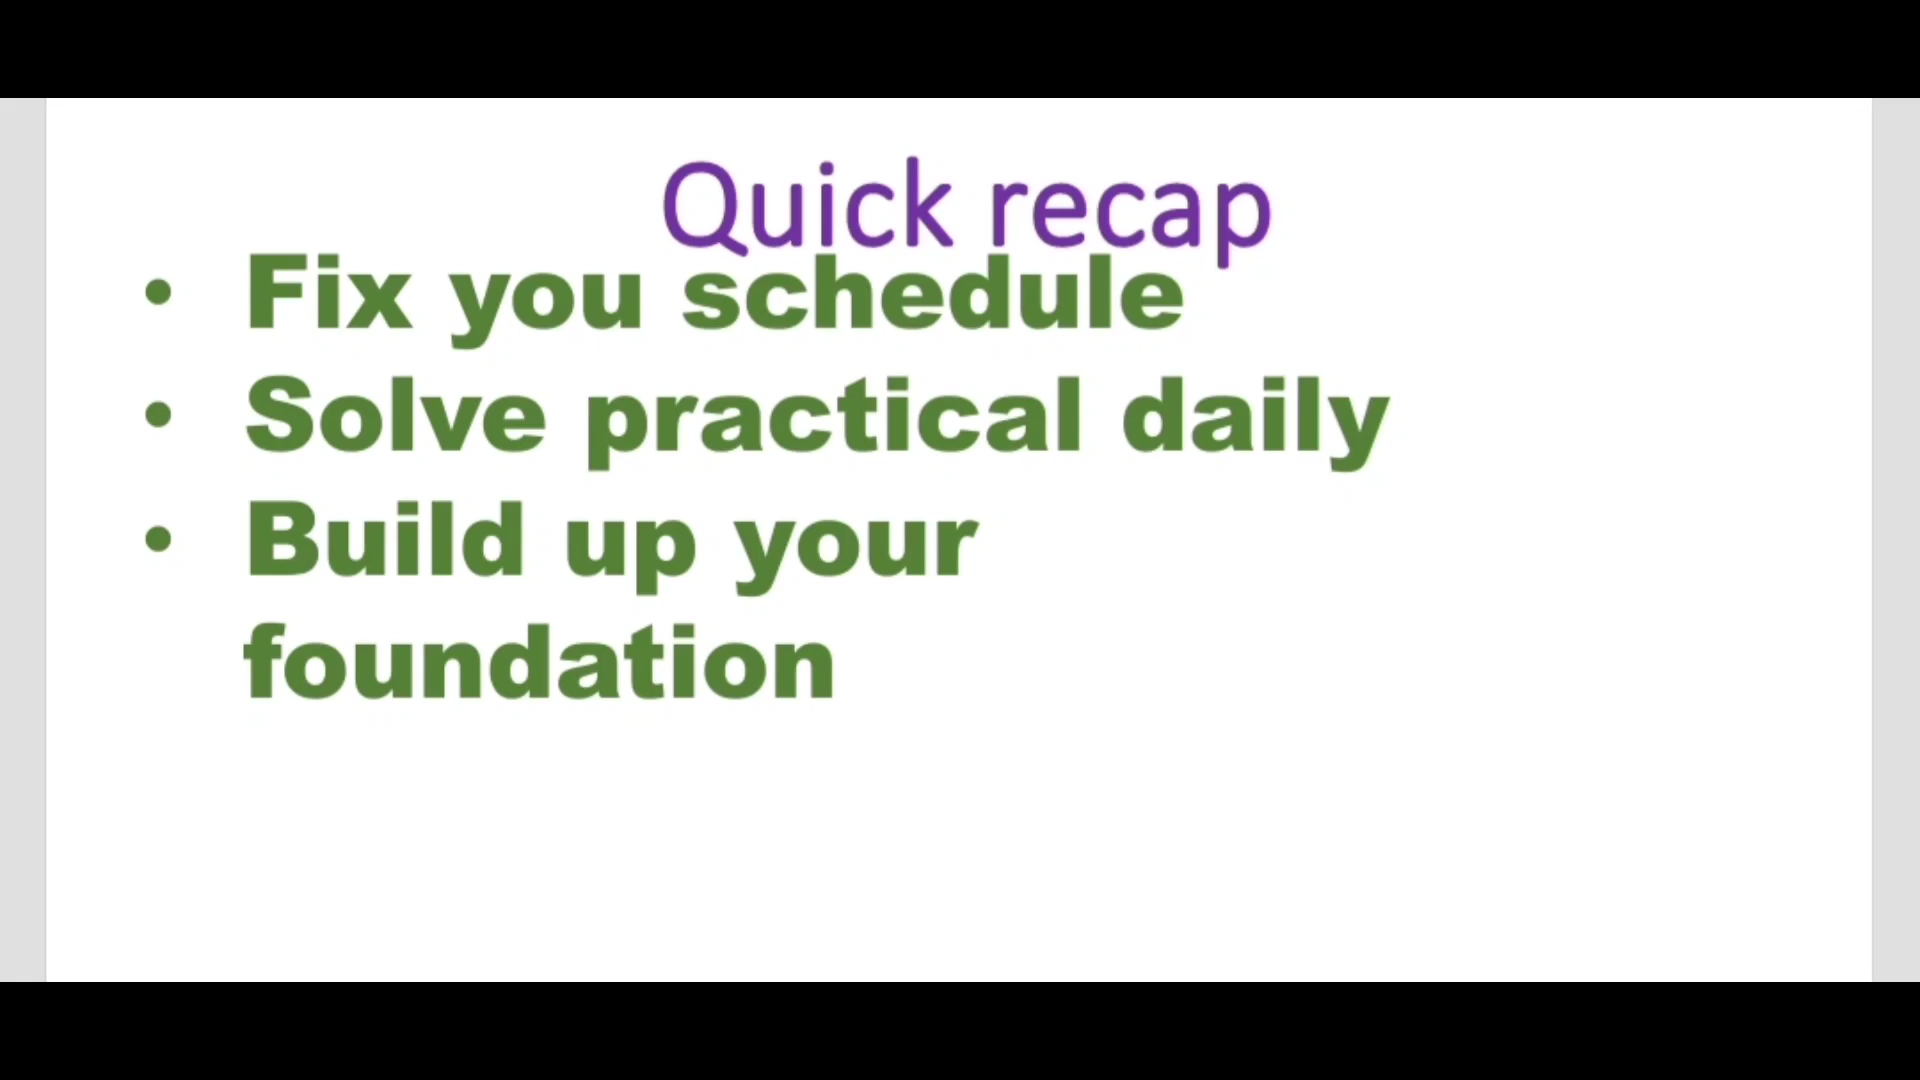 Quick recap
• Fix you schedule
• Solve practical daily
• Build up your
foundation